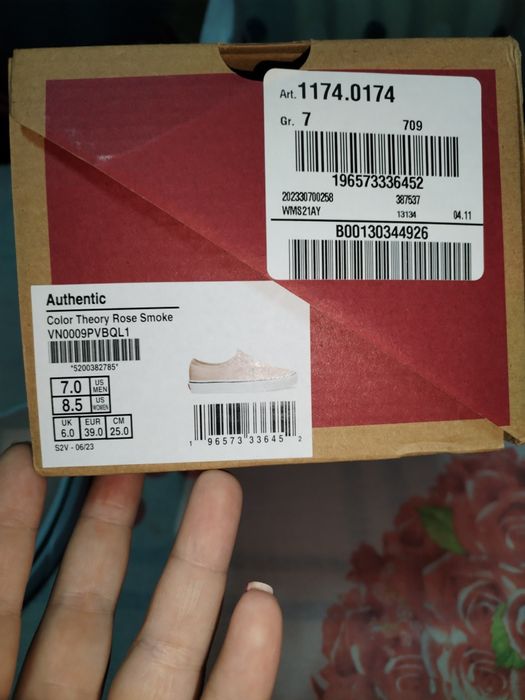 Art. 1174.0174
Gr. 7
709
196573336452
202330700258 387537
WMS21AY 13134 04.11
B00130344926
Authentic
Color Theory Rose Smoke
VN0009PVBQL1
*5200382785*
7.0 US MEN
8.5 US WOMEN
UK 6.0 EUR 39.0 CM 25.0
S2V - 06/23
1 96573 33645 2